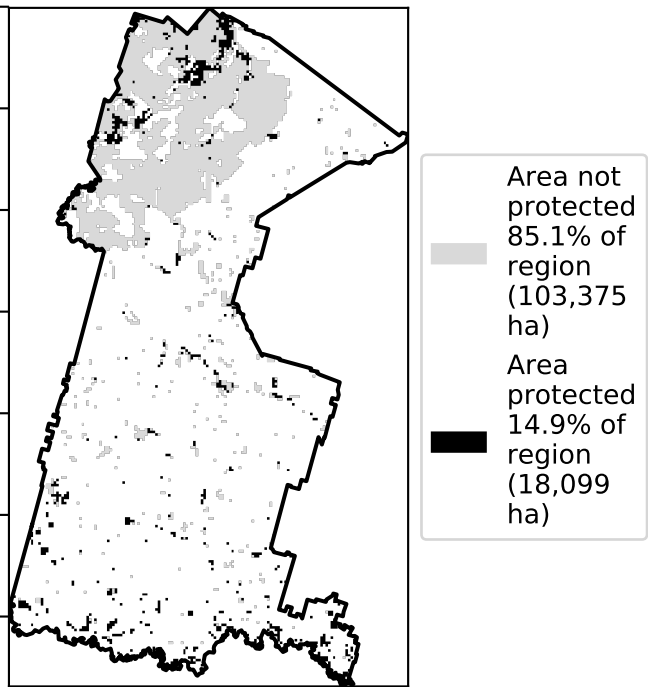 Area not
protected
85.1% of
region
(103,375
ha)
Area
protected
14.9% of
region
(18,099
ha)